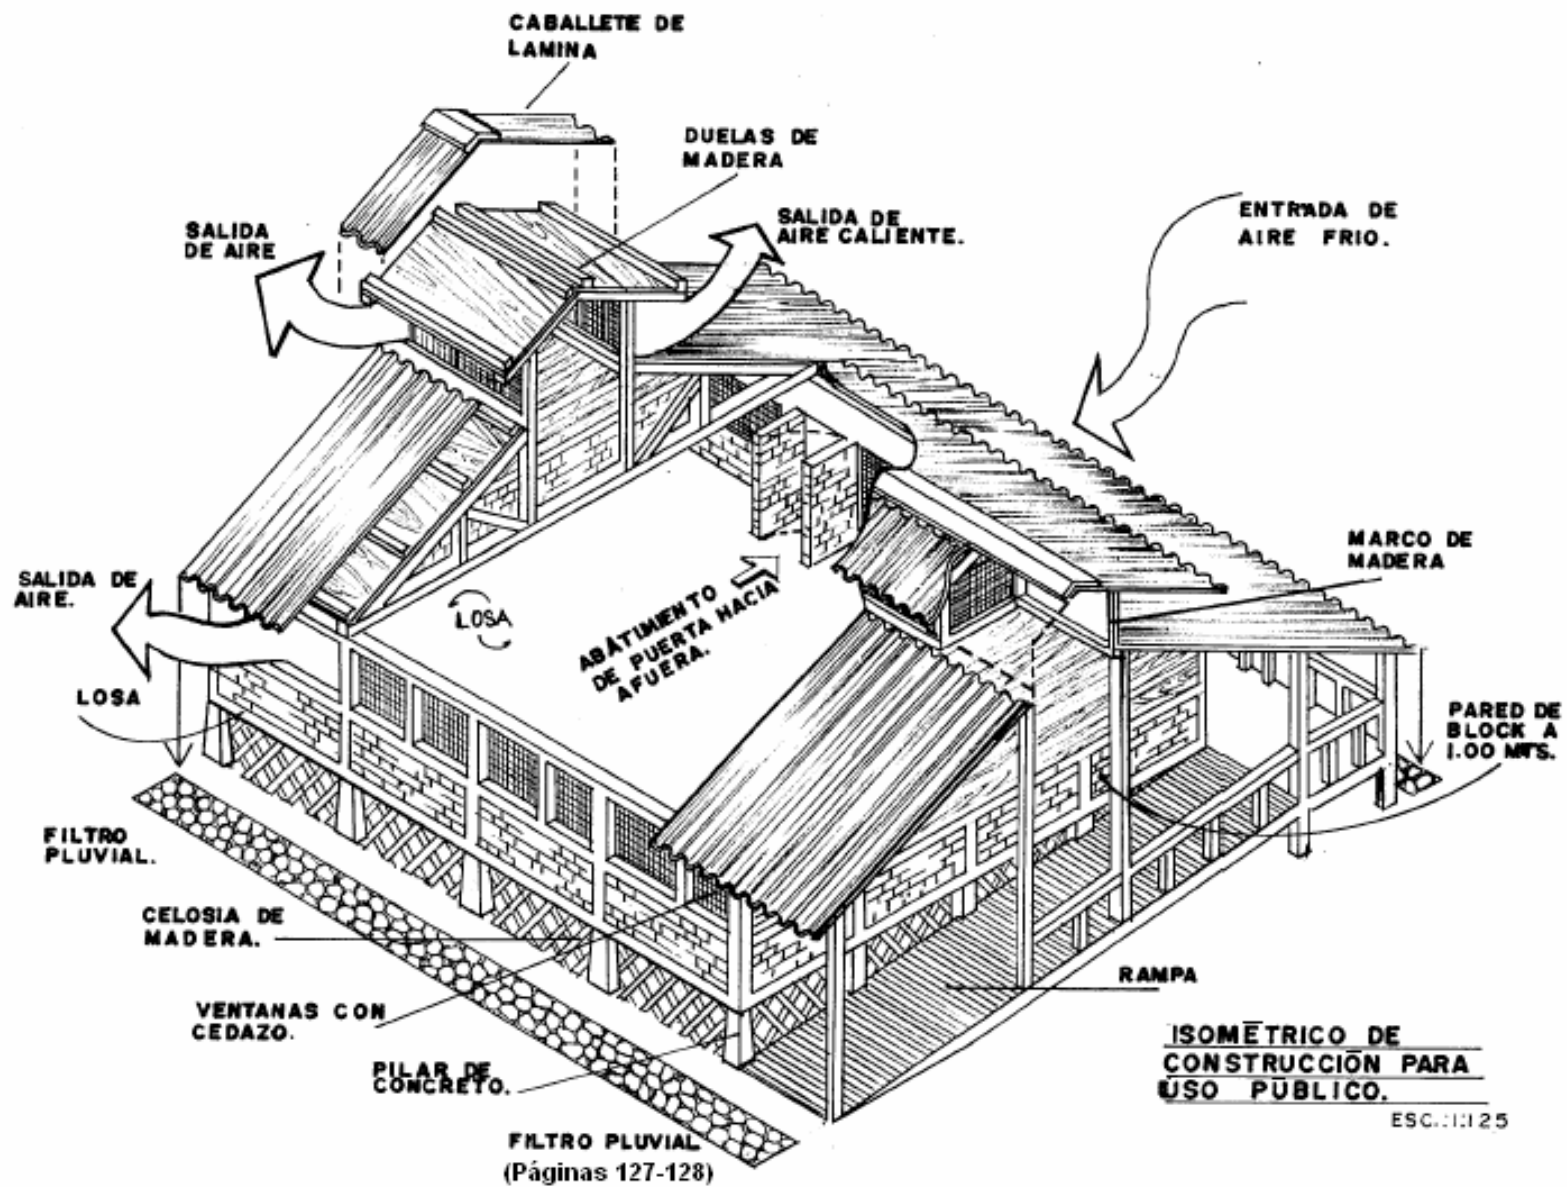 CABALLETE DE
LAMINA
DUELAS DE
MADERA
SALIDA
DE AIRE
SALIDA DE
AIRE CALIENTE.
ENTRADA DE
AIRE FRIO.
MARCO DE
MADERA
SALIDA DE
AIRE.
LOSA
ABATIMIENTO
DE PUERTA HACIA
AFUERA.
LOSA
PARED DE
BLOCK A
1.00 MTS.
FILTRO
PLUVIAL.
CELOSIA DE
MADERA.
RAMPA
VENTANAS CON
CEDAZO.
PILAR DE
CONCRETO.
ISOMÉTRICO DE
CONSTRUCCIÓN PARA
USO PÚBLICO.
ESC.:1:125
FILTRO PLUVIAL
(Páginas 127-128)